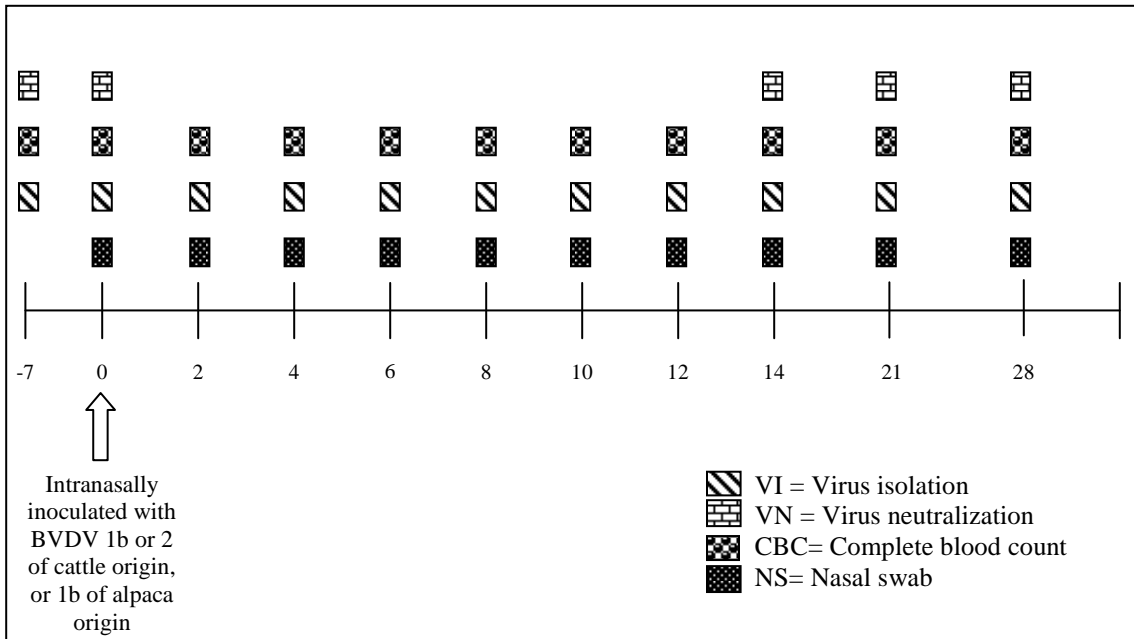 -7 0 2 4 6 8 10 12 14 21 28
Intranasally
inoculated with
BVDV 1b or 2
of cattle origin,
or 1b of alpaca
origin
VI = Virus isolation
VN = Virus neutralization
CBC= Complete blood count
NS= Nasal swab